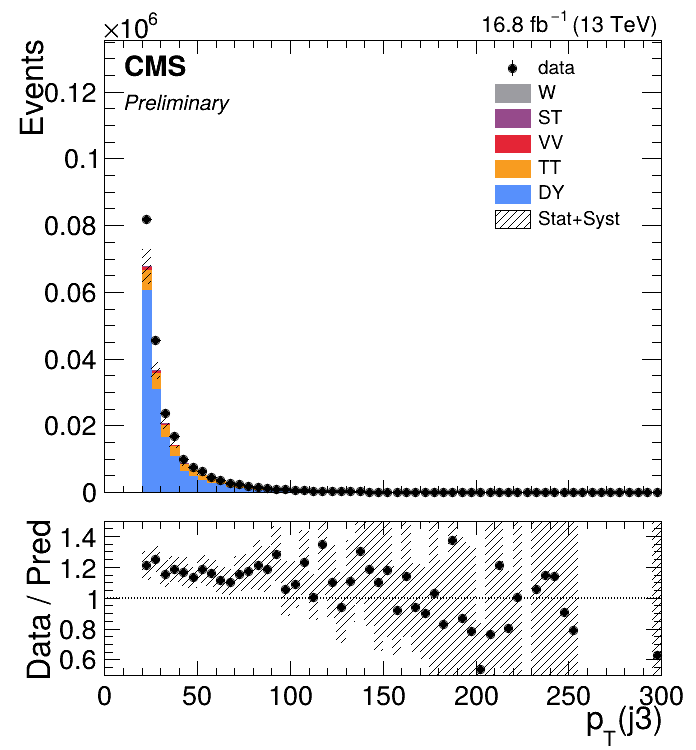 ×10⁶
16.8 fb⁻¹ (13 TeV)
Events
CMS
Preliminary
data
W
ST
VV
TT
DY
Stat+Syst
0.12
0.1
0.08
0.06
0.04
0.02
0
Data / Pred
1.4
1.2
1
0.8
0.6
0 50 100 150 200 250 300
p_T(j3)